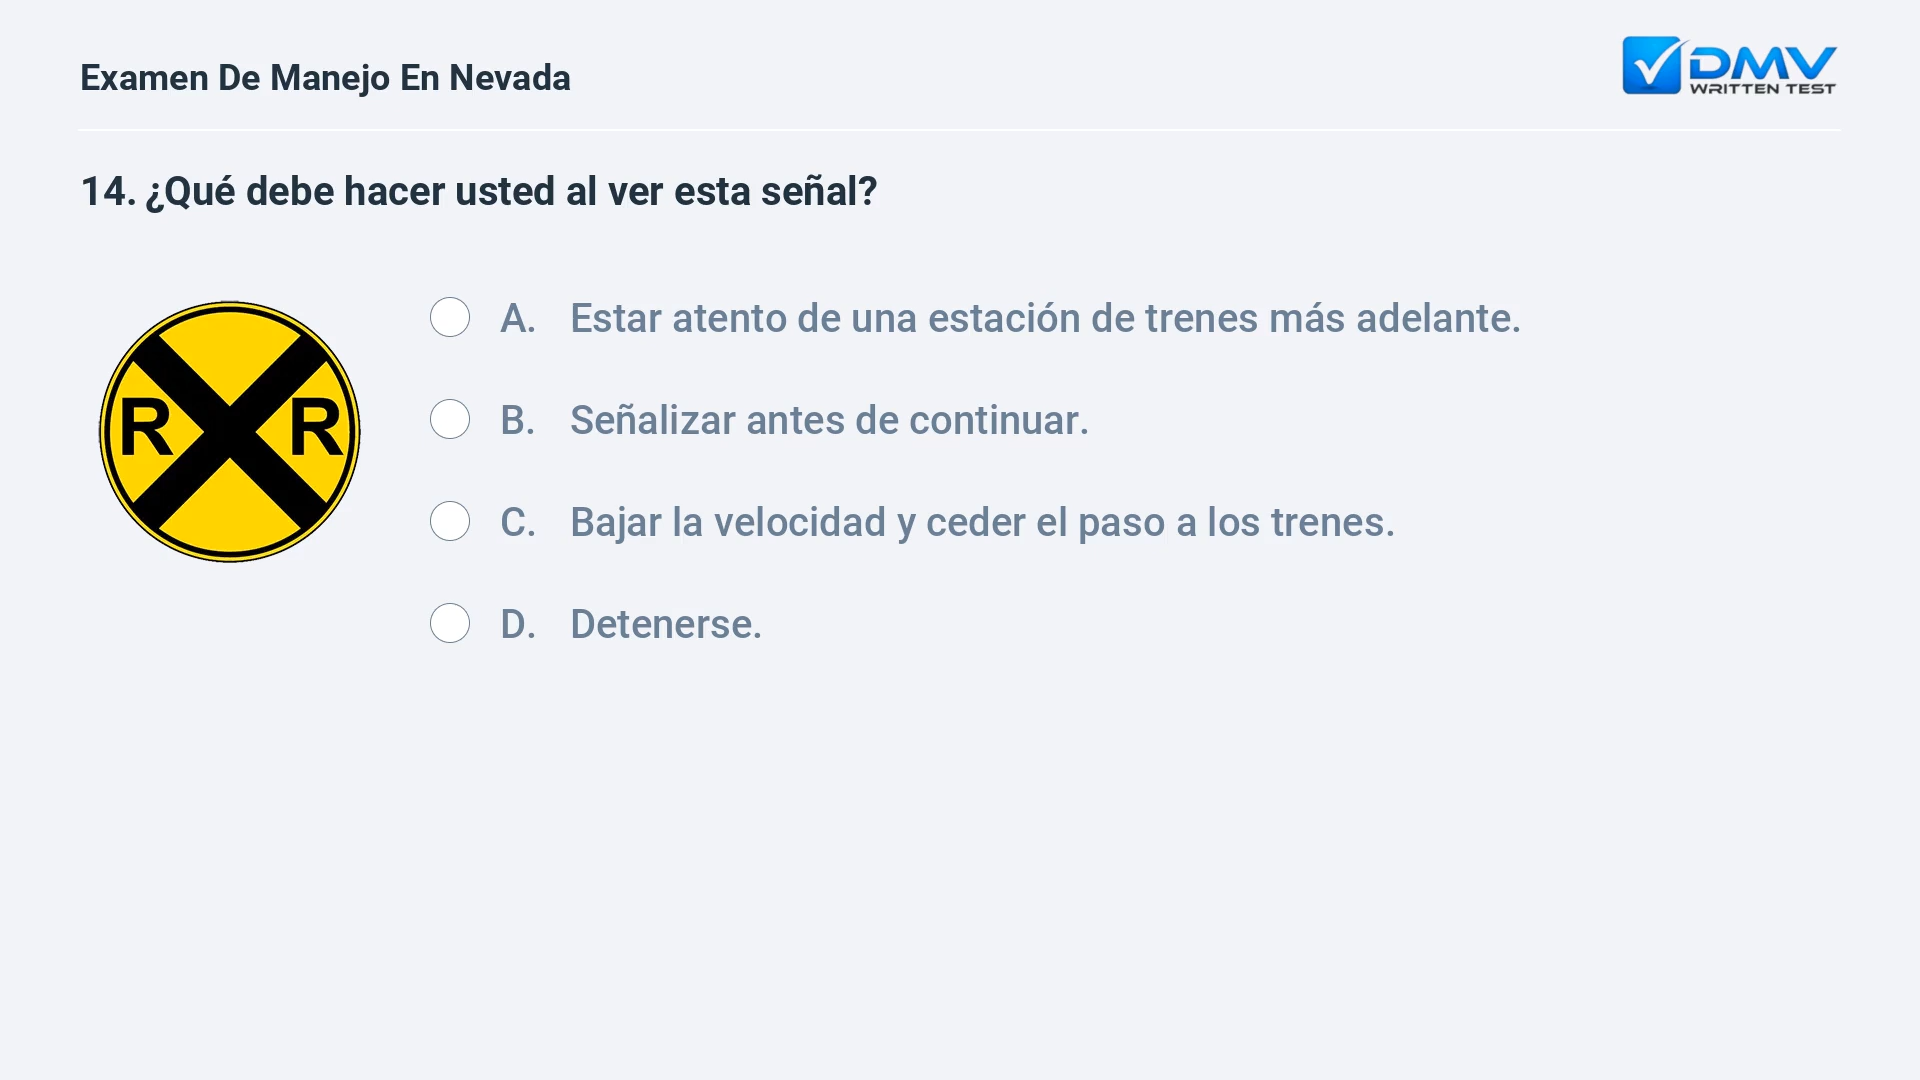 Examen De Manejo En Nevada
DMV
WRITTEN TEST
14. ¿Qué debe hacer usted al ver esta señal?
R R
A. Estar atento de una estación de trenes más adelante.
B. Señalizar antes de continuar.
C. Bajar la velocidad y ceder el paso a los trenes.
D. Detenerse.